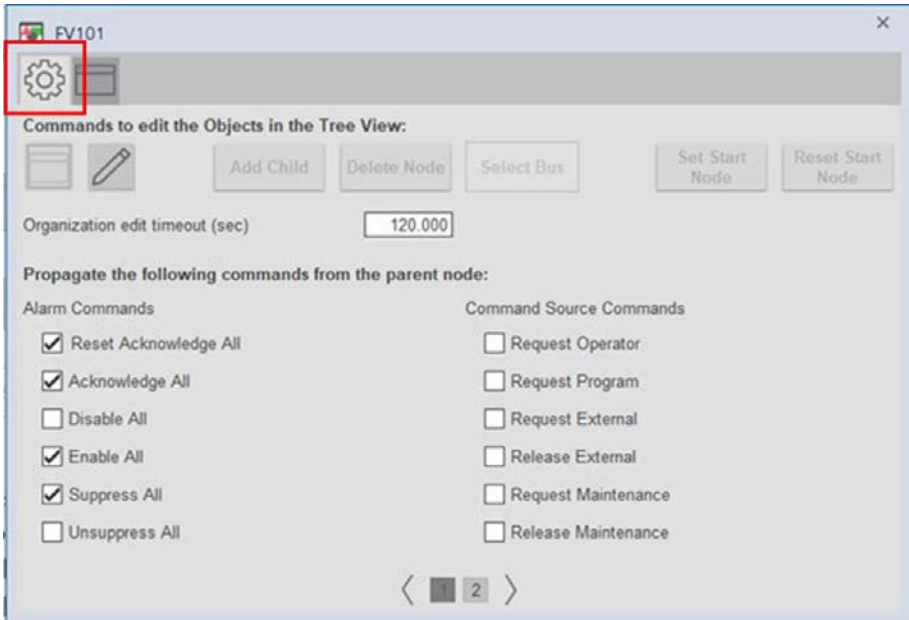 FV101
Commands to edit the Objects in the Tree View:
Add Child Delete Node Select Bus Set Start Node Reset Start Node
Organization edit timeout (sec) 120.000
Propagate the following commands from the parent node:
Alarm Commands Command Source Commands
Reset Acknowledge All Request Operator
Acknowledge All Request Program
Disable All Request External
Enable All Release External
Suppress All Request Maintenance
Unsuppress All Release Maintenance
1 2